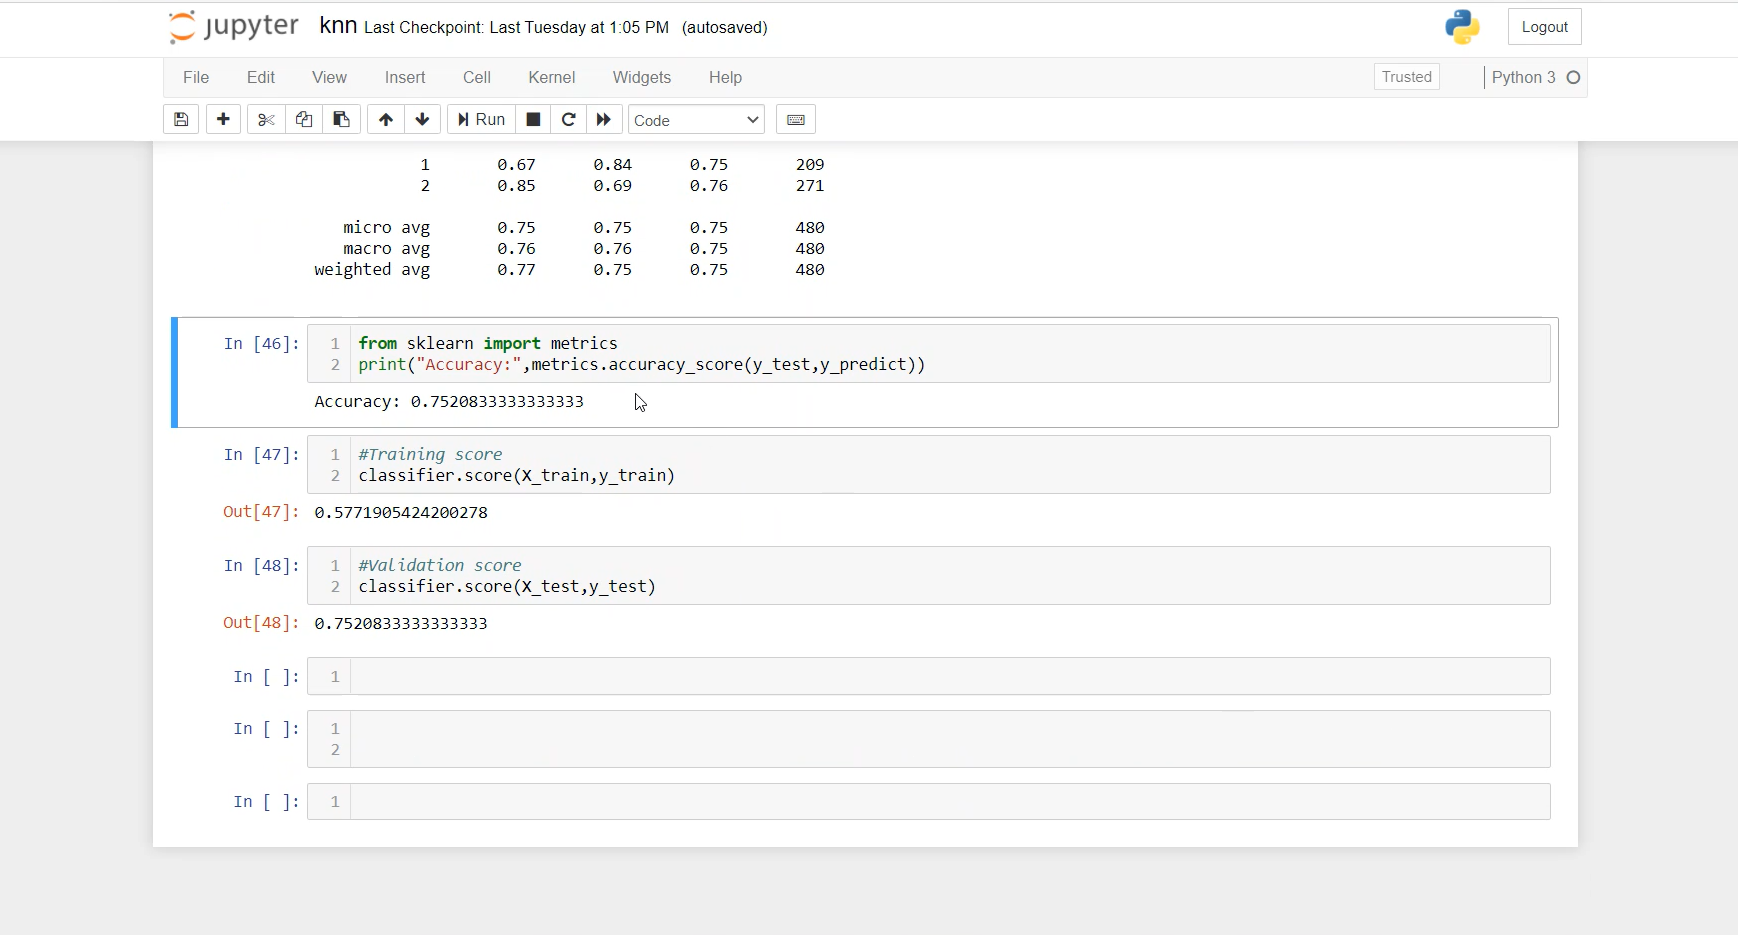 jupyter knn Last Checkpoint: Last Tuesday at 1:05 PM (autosaved) Logout
File Edit View Insert Cell Kernel Widgets Help Trusted Python 3
Run Code
1 0.67 0.84 0.75 209
2 0.85 0.69 0.76 271
micro avg 0.75 0.75 0.75 480
macro avg 0.76 0.76 0.75 480
weighted avg 0.77 0.75 0.75 480
In [46]: 1 from sklearn import metrics
2 print("Accuracy:",metrics.accuracy_score(y_test,y_predict))
Accuracy: 0.7520833333333333
In [47]: 1 #Training score
2 classifier.score(X_train,y_train)
Out[47]: 0.5771905424200278
In [48]: 1 #Validation score
2 classifier.score(X_test,y_test)
Out[48]: 0.7520833333333333
In [ ]: 1
In [ ]: 1
2
In [ ]: 1